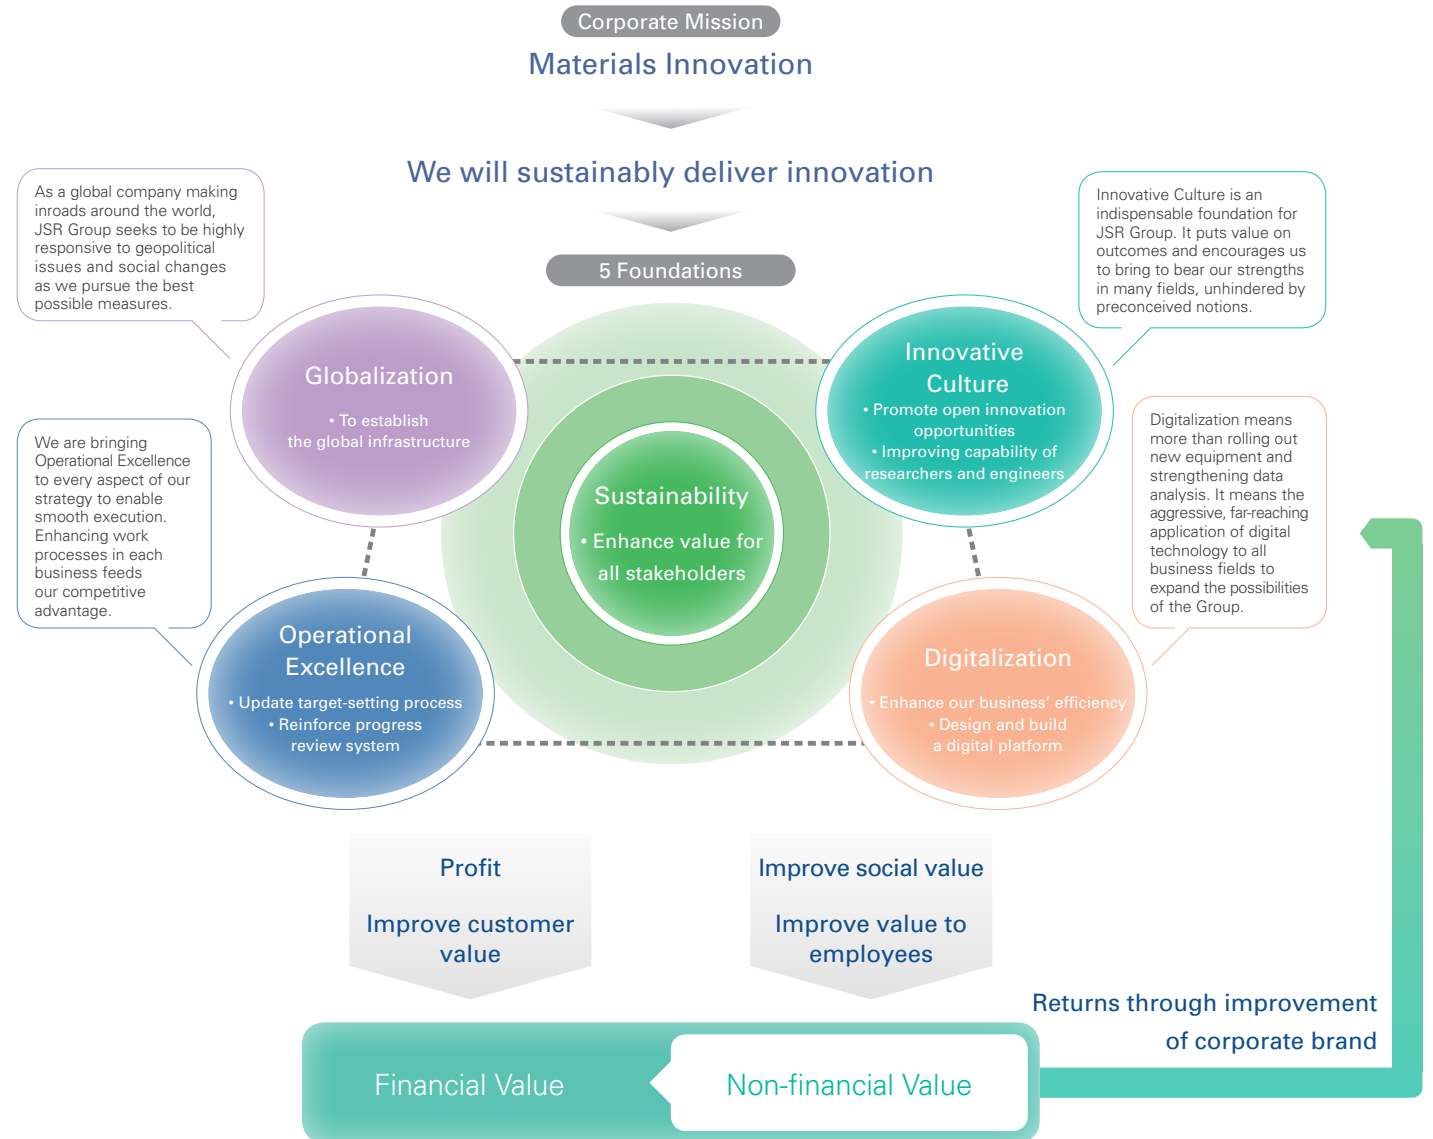 Corporate Mission
Materials Innovation
We will sustainably deliver innovation
5 Foundations
As a global company making
inroads around the world,
JSR Group seeks to be highly
responsive to geopolitical
issues and social changes
as we pursue the best
possible measures.
Globalization
• To establish
the global infrastructure
Innovative Culture is an
indispensable foundation for
JSR Group. It puts value on
outcomes and encourages us
to bring to bear our strengths
in many fields, unhindered by
preconceived notions.
Innovative
Culture
• Promote open innovation
opportunities
• Improving capability of
researchers and engineers
Sustainability
• Enhance value for
all stakeholders
We are bringing
Operational Excellence
to every aspect of our
strategy to enable
smooth execution.
Enhancing work
processes in each
business feeds
our competitive
advantage.
Operational
Excellence
• Update target-setting process
• Reinforce progress
review system
Digitalization means
more than rolling out
new equipment and
strengthening data
analysis. It means the
aggressive, far-reaching
application of digital
technology to all
business fields to
expand the possibilities
of the Group.
Digitalization
• Enhance our business’ efficiency
• Design and build
a digital platform
Profit
Improve customer
value
Improve social value
Improve value to
employees
Returns through improvement
of corporate brand
Financial Value
Non-financial Value